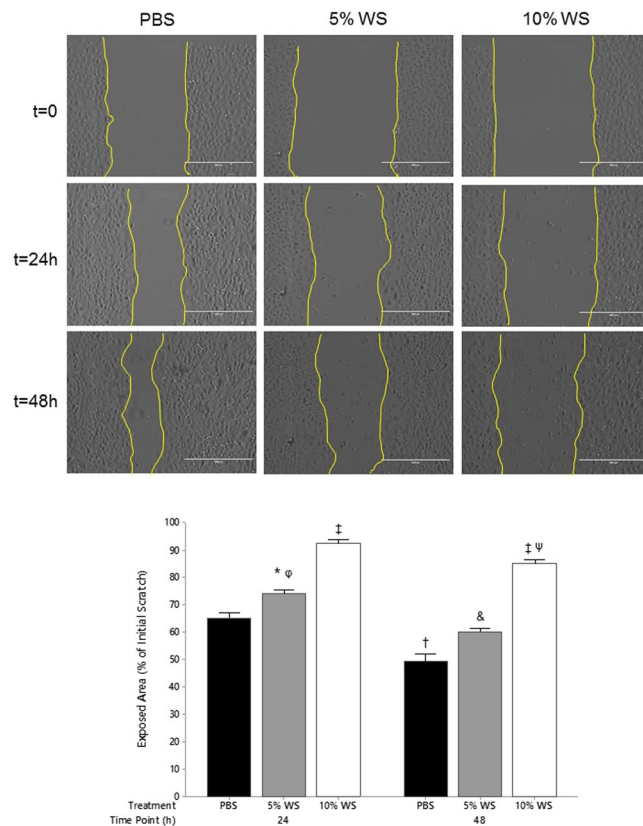 PBS 5% WS 10% WS
t=0
t=24h
t=48h
100
90
80
70
60
50
40
30
20
10
0
Exposed Area (% of Initial Scratch)
* φ
‡
†
&
‡ Ψ
Treatment PBS 5% WS 10% WS PBS 5% WS 10% WS
Time Point (h) 24 48